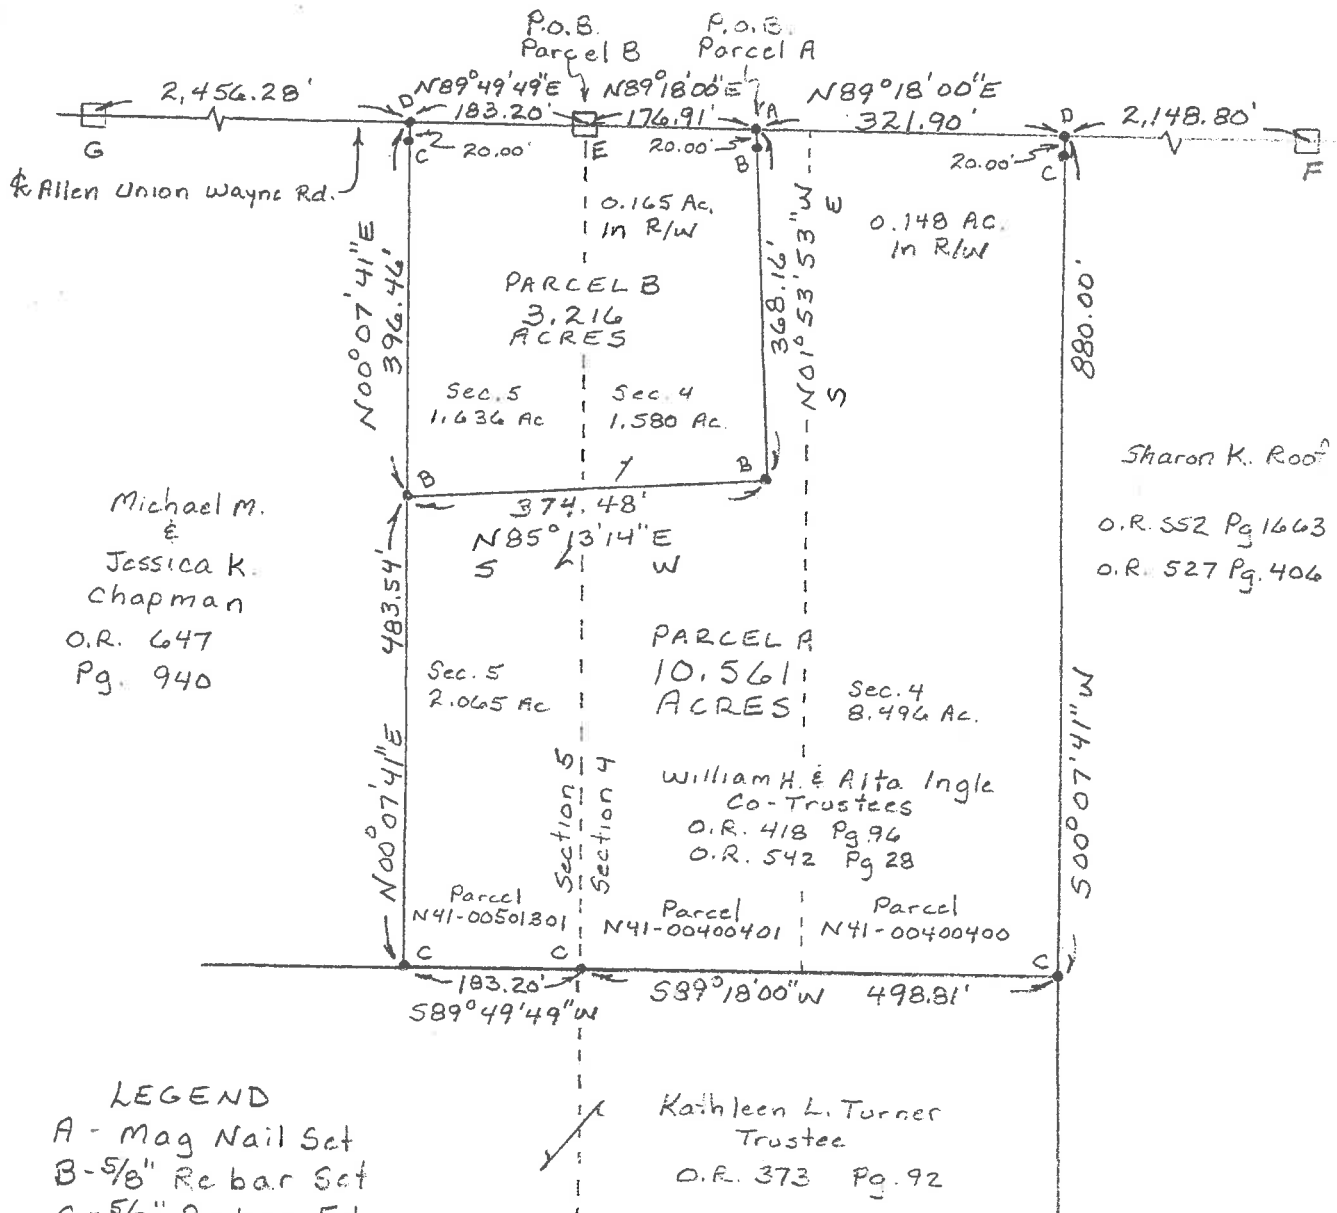 P.O.B. Parcel B
P.O.B. Parcel A
2,456.28'
D
N89°49'49"E
183.20'
N89°18'00"E
176.91'
A
N89°18'00"E
321.90'
D
2,148.80'
G
C
20.00'
E
20.00'
B
20.00'
C
F
℄ Allen Union Wayne Rd.
0.165 Ac.
In R/W
0.148 AC.
In R/W
N00°07'41"E
396.46'
PARCEL B
3.216
ACRES
368.16'
N01°53'53"W
S
E
880.00'
Sec. 5
1.636 Ac
Sec. 4
1.580 Ac.
B
B
374.48'
N85°13'14"E
S
W
Sharon K. Root
O.R. 552 Pg 1663
O.R. 527 Pg. 406
Michael M.
&
Jessica K.
Chapman
O.R. 647
Pg. 940
483.54'
N00°07'41"E
PARCEL A
10.561
ACRES
Sec. 5
2.065 Ac
Sec. 4
8.496 Ac.
S00°07'41"W
Section 5
Section 4
William H. & Alta Ingle
Co-Trustees
O.R. 418 Pg 96
O.R. 542 Pg 28
Parcel
N41-00501301
Parcel
N41-00400401
Parcel
N41-00400400
C
C
C
183.20'
S89°49'49"W
S89°18'00"W 498.81'
LEGEND
A - Mag Nail Set
B - 5/8" Rebar Set
Kathleen L. Turner
Trustee
O.R. 373 Pg. 92